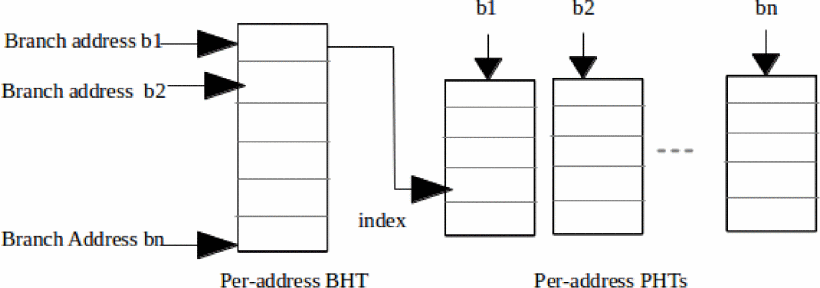 b1 b2 bn
Branch address b1
Branch address b2
index
Branch Address bn
Per-address BHT Per-address PHTs